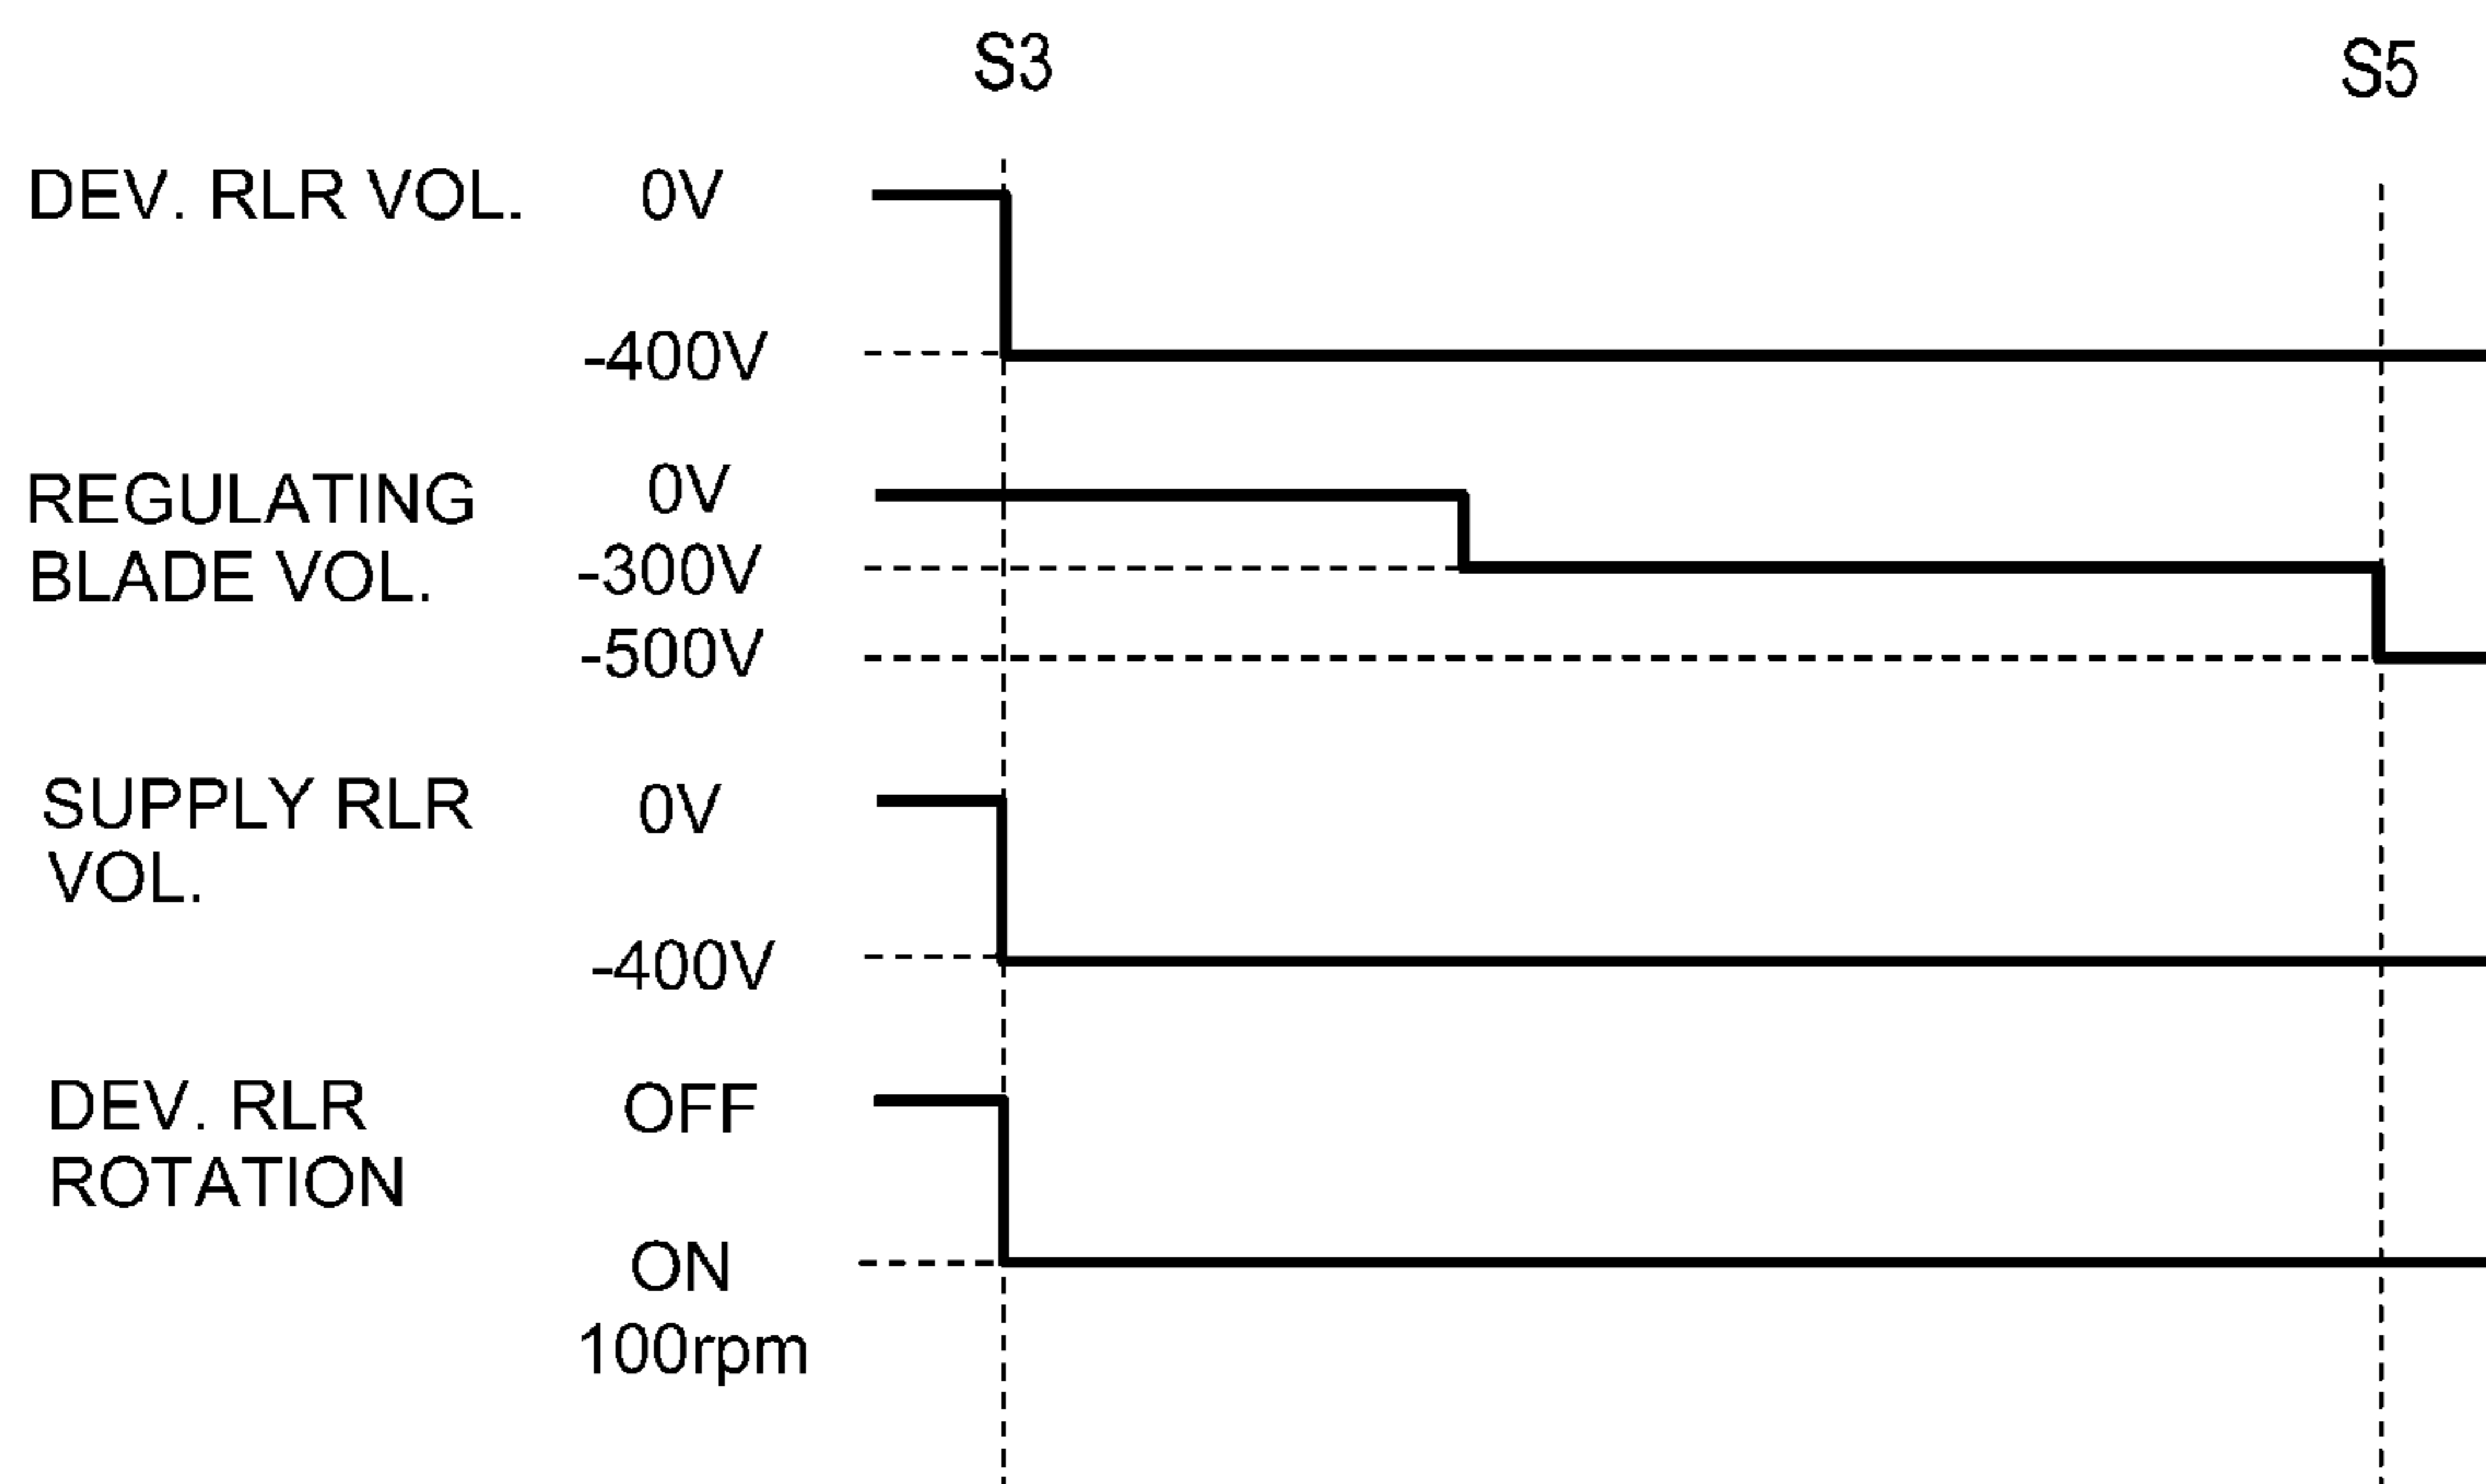 S3 S5
DEV. RLR VOL. 0V
-400V
REGULATING 0V
BLADE VOL. -300V
-500V
SUPPLY RLR 0V
VOL.
-400V
DEV. RLR OFF
ROTATION
ON
100rpm